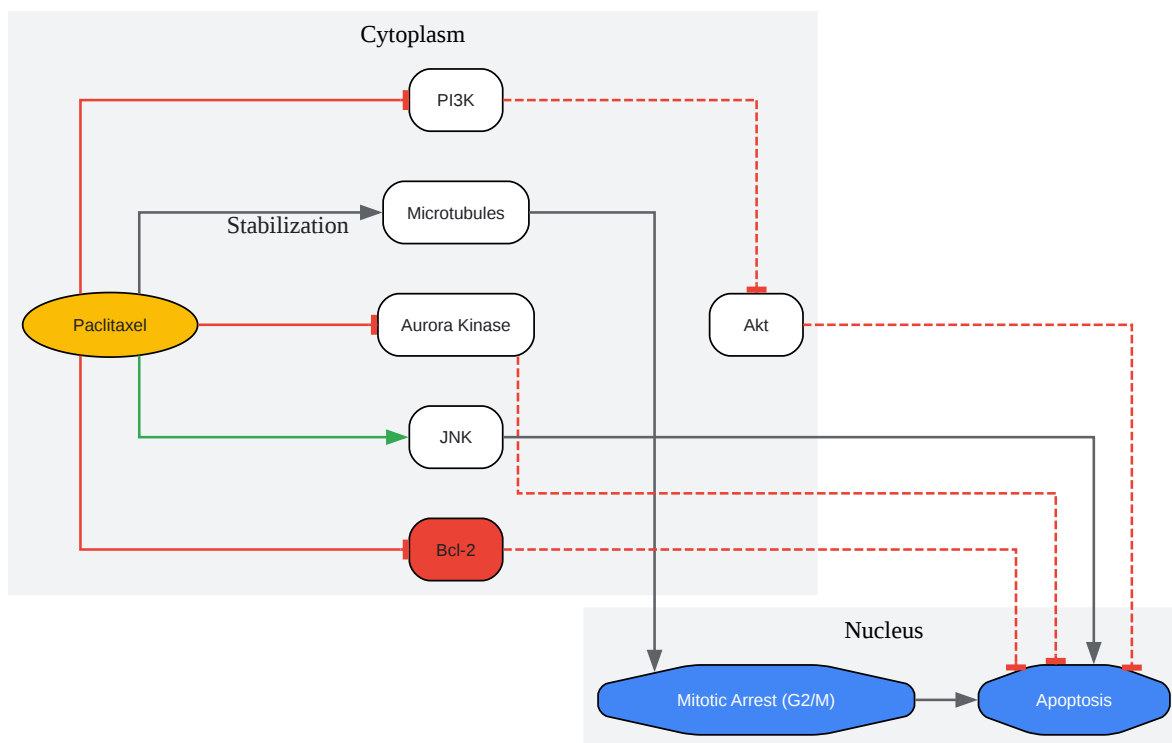 Cytoplasm
PI3K
Microtubules
Stabilization
Paclitaxel
Aurora Kinase
Akt
JNK
Bcl-2
Nucleus
Mitotic Arrest (G2/M)
Apoptosis